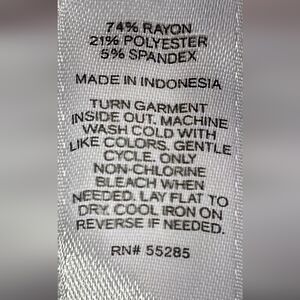 74% RAYON
21% POLYESTER
5% SPANDEX
MADE IN INDONESIA
TURN GARMENT
INSIDE OUT. MACHINE
WASH COLD WITH
LIKE COLORS. GENTLE
CYCLE. ONLY
NON-CHLORINE
BLEACH WHEN
NEEDED. LAY FLAT TO
DRY. COOL IRON ON
REVERSE IF NEEDED.
RN# 55285